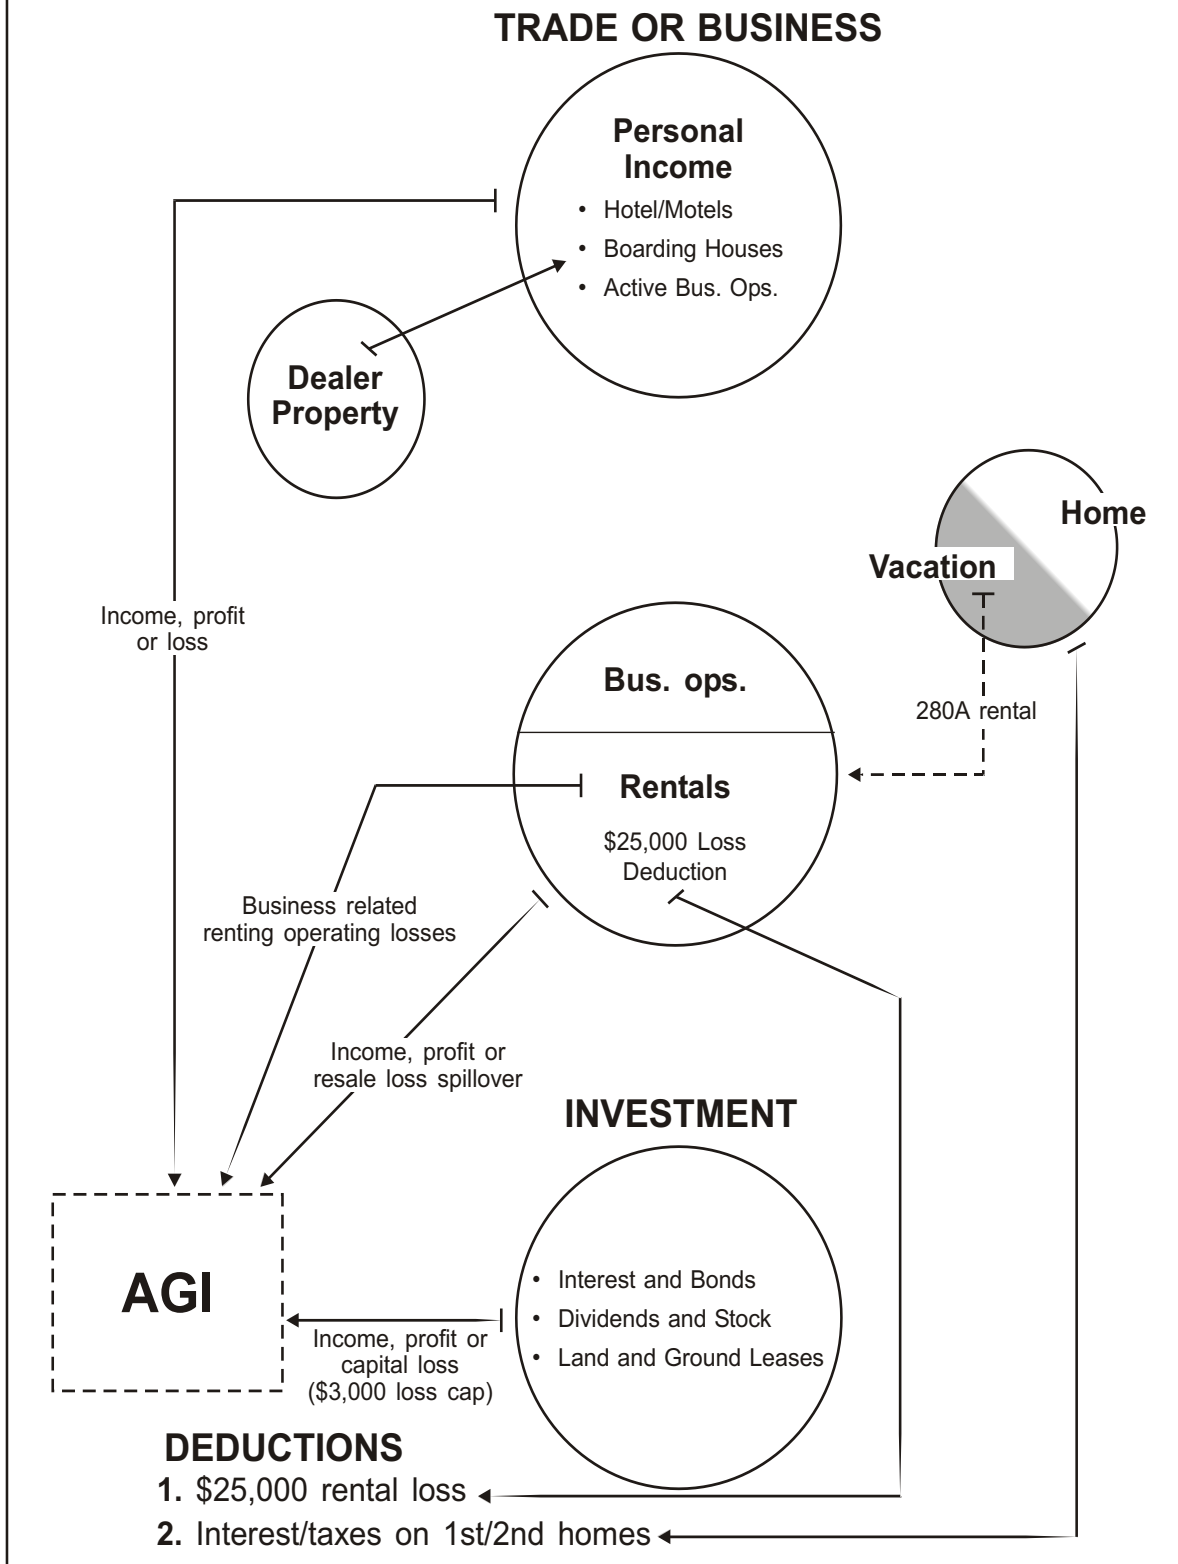 TRADE OR BUSINESS
Personal
Income
• Hotel/Motels
• Boarding Houses
• Active Bus. Ops.
Dealer
Property
Home
Vacation
Income, profit
or loss
Bus. ops.
280A rental
Rentals
$25,000 Loss
Deduction
Business related
renting operating losses
Income, profit or
resale loss spillover
INVESTMENT
• Interest and Bonds
• Dividends and Stock
• Land and Ground Leases
AGI
Income, profit or
capital loss
($3,000 loss cap)
DEDUCTIONS
1. $25,000 rental loss
2. Interest/taxes on 1st/2nd homes